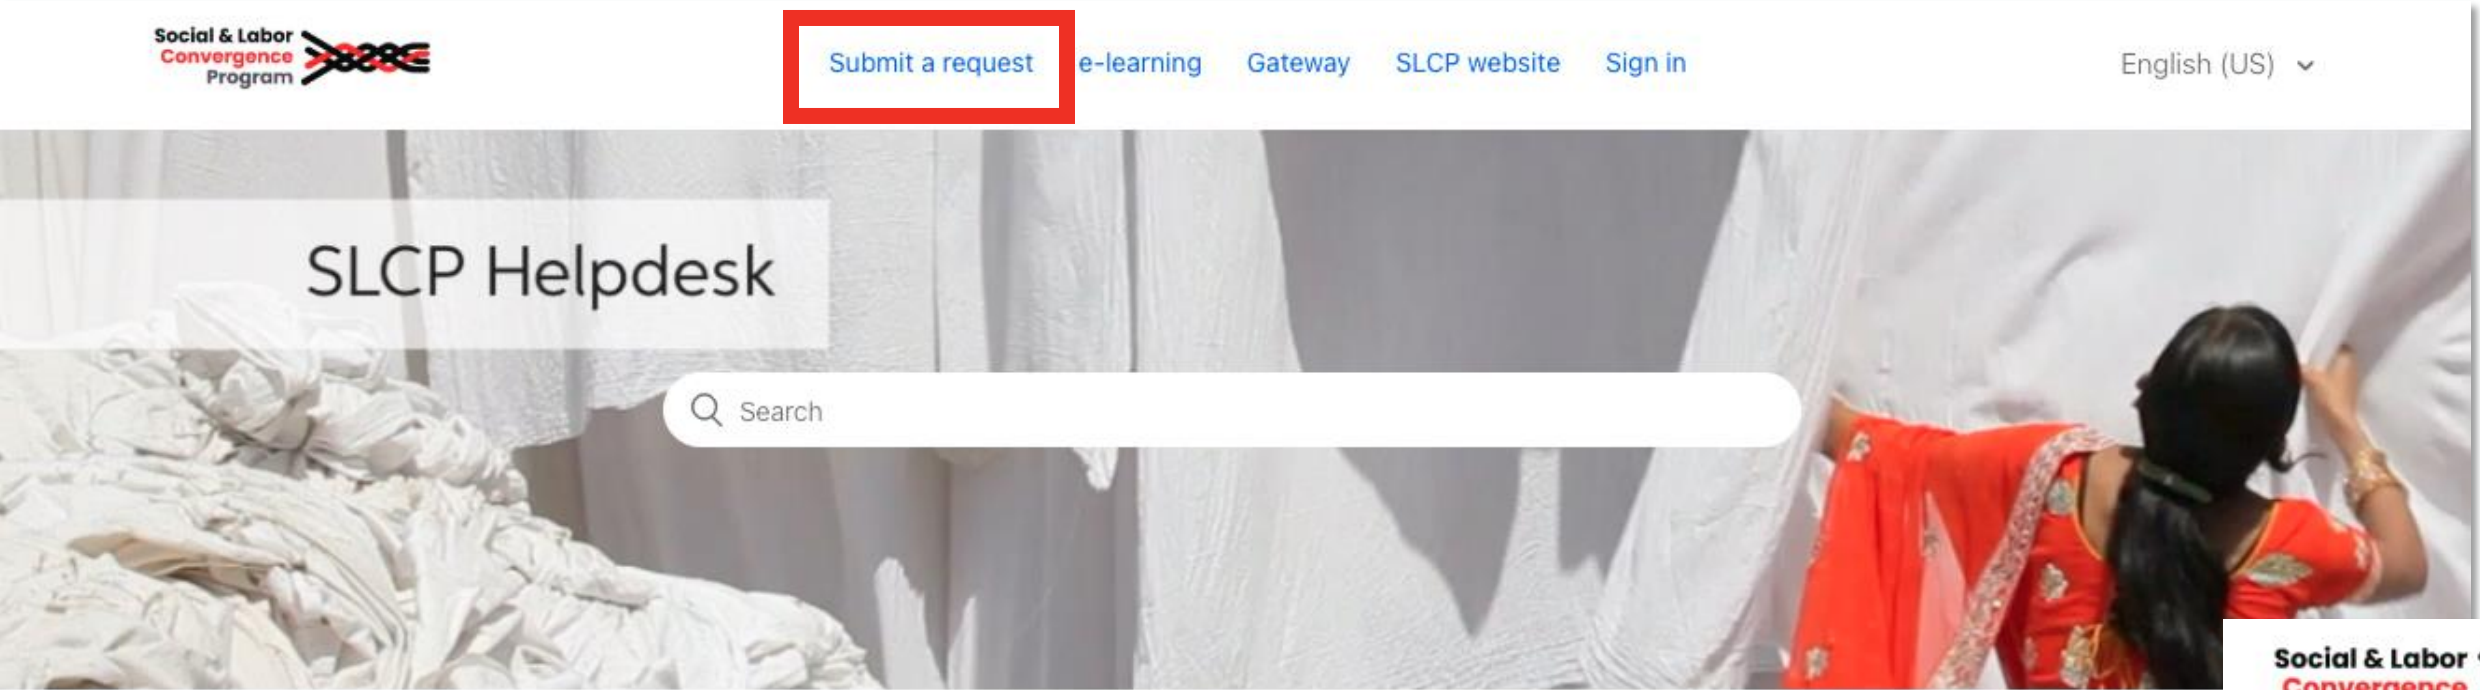 Social & Labor
Convergence
Program
Submit a request
e-learning
Gateway
SLCP website
Sign in
English (US)
SLCP Helpdesk
Search
Social & Labor
Convergence